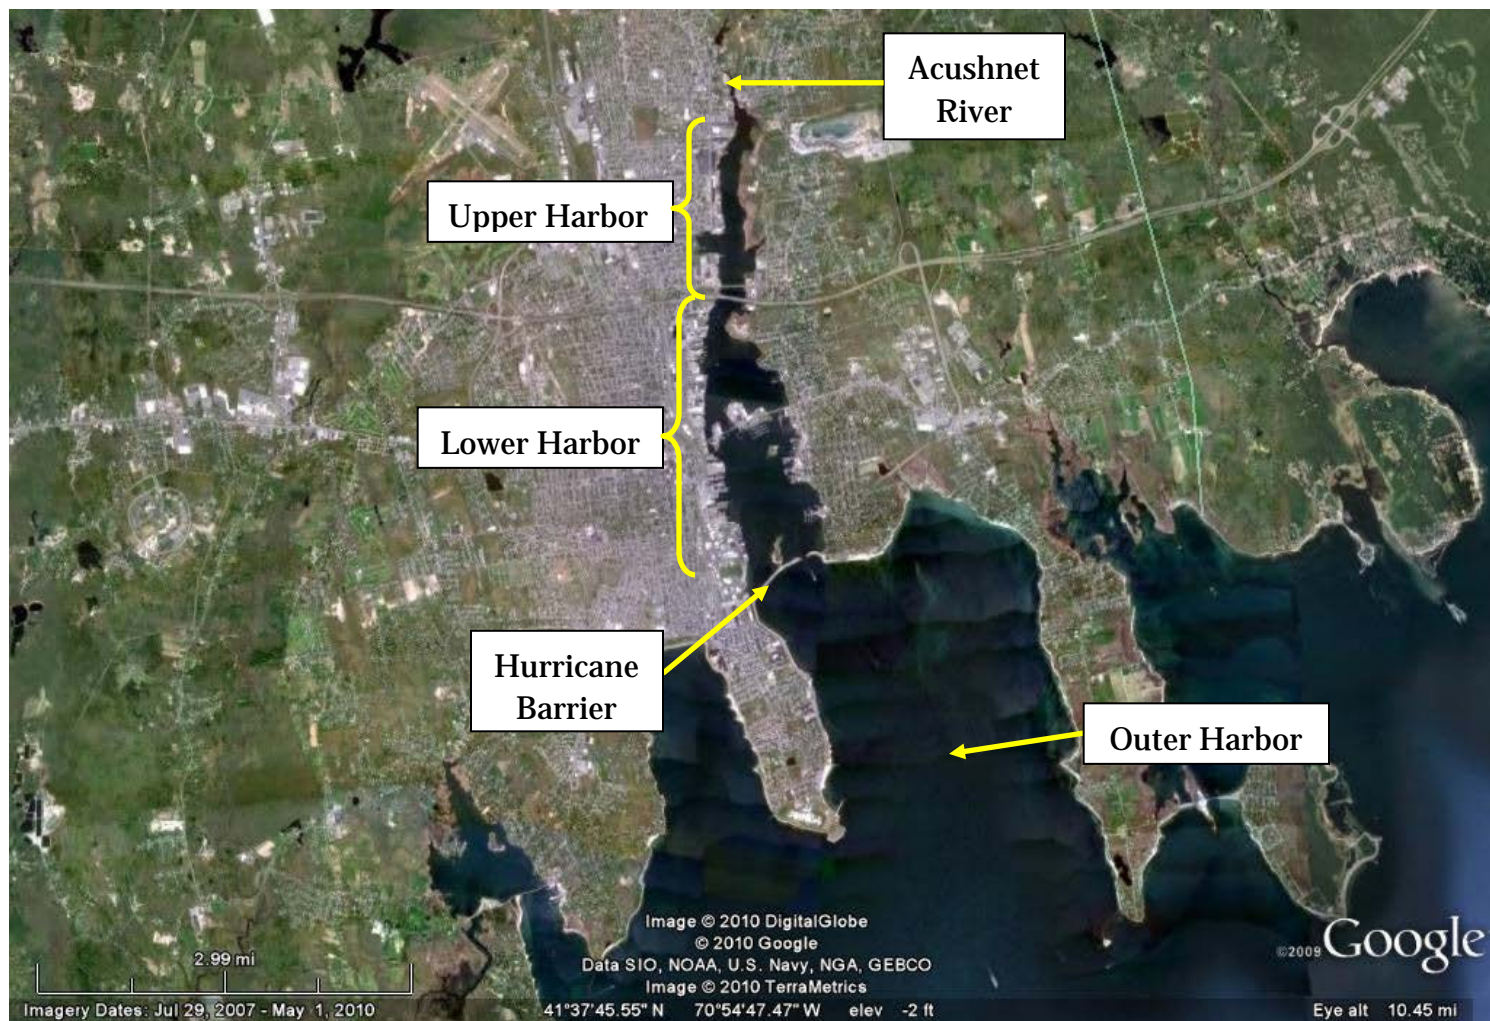 Acushnet
River
Upper Harbor
Lower Harbor
Hurricane
Barrier
Outer Harbor
Image © 2010 DigitalGlobe
© 2010 Google
Data SIO, NOAA, U.S. Navy, NGA, GEBCO
Image © 2010 TerraMetrics
©2009 Google
2.99 mi
Imagery Dates: Jul 29, 2007 - May 1, 2010
41°37'45.55" N 70°54'47.47" W elev -2 ft
Eye alt 10.45 mi